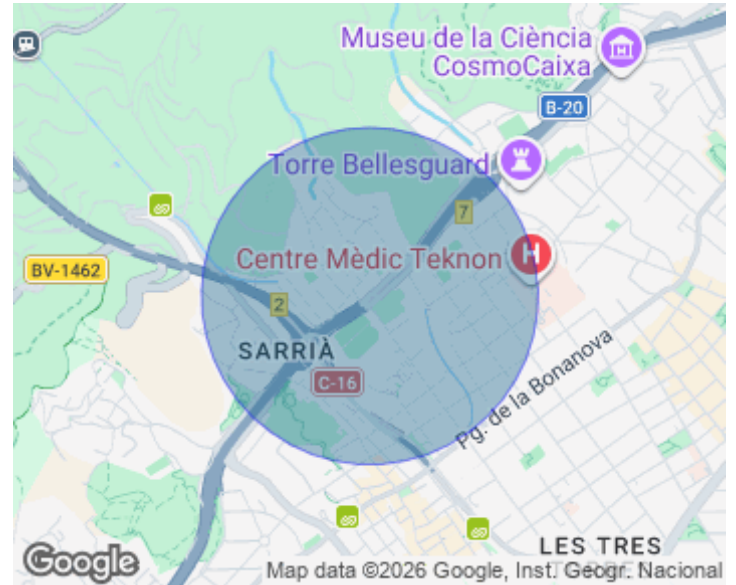 Museu de la Ciència
CosmoCaixa
B-20
Torre Bellesguard
7
Centre Mèdic Teknon
H
BV-1462
2
SARRIÀ
C-16
Pg. de la Bonanova
LES TRES
Google
Map data ©2026 Google, Inst. Geogr. Nacional